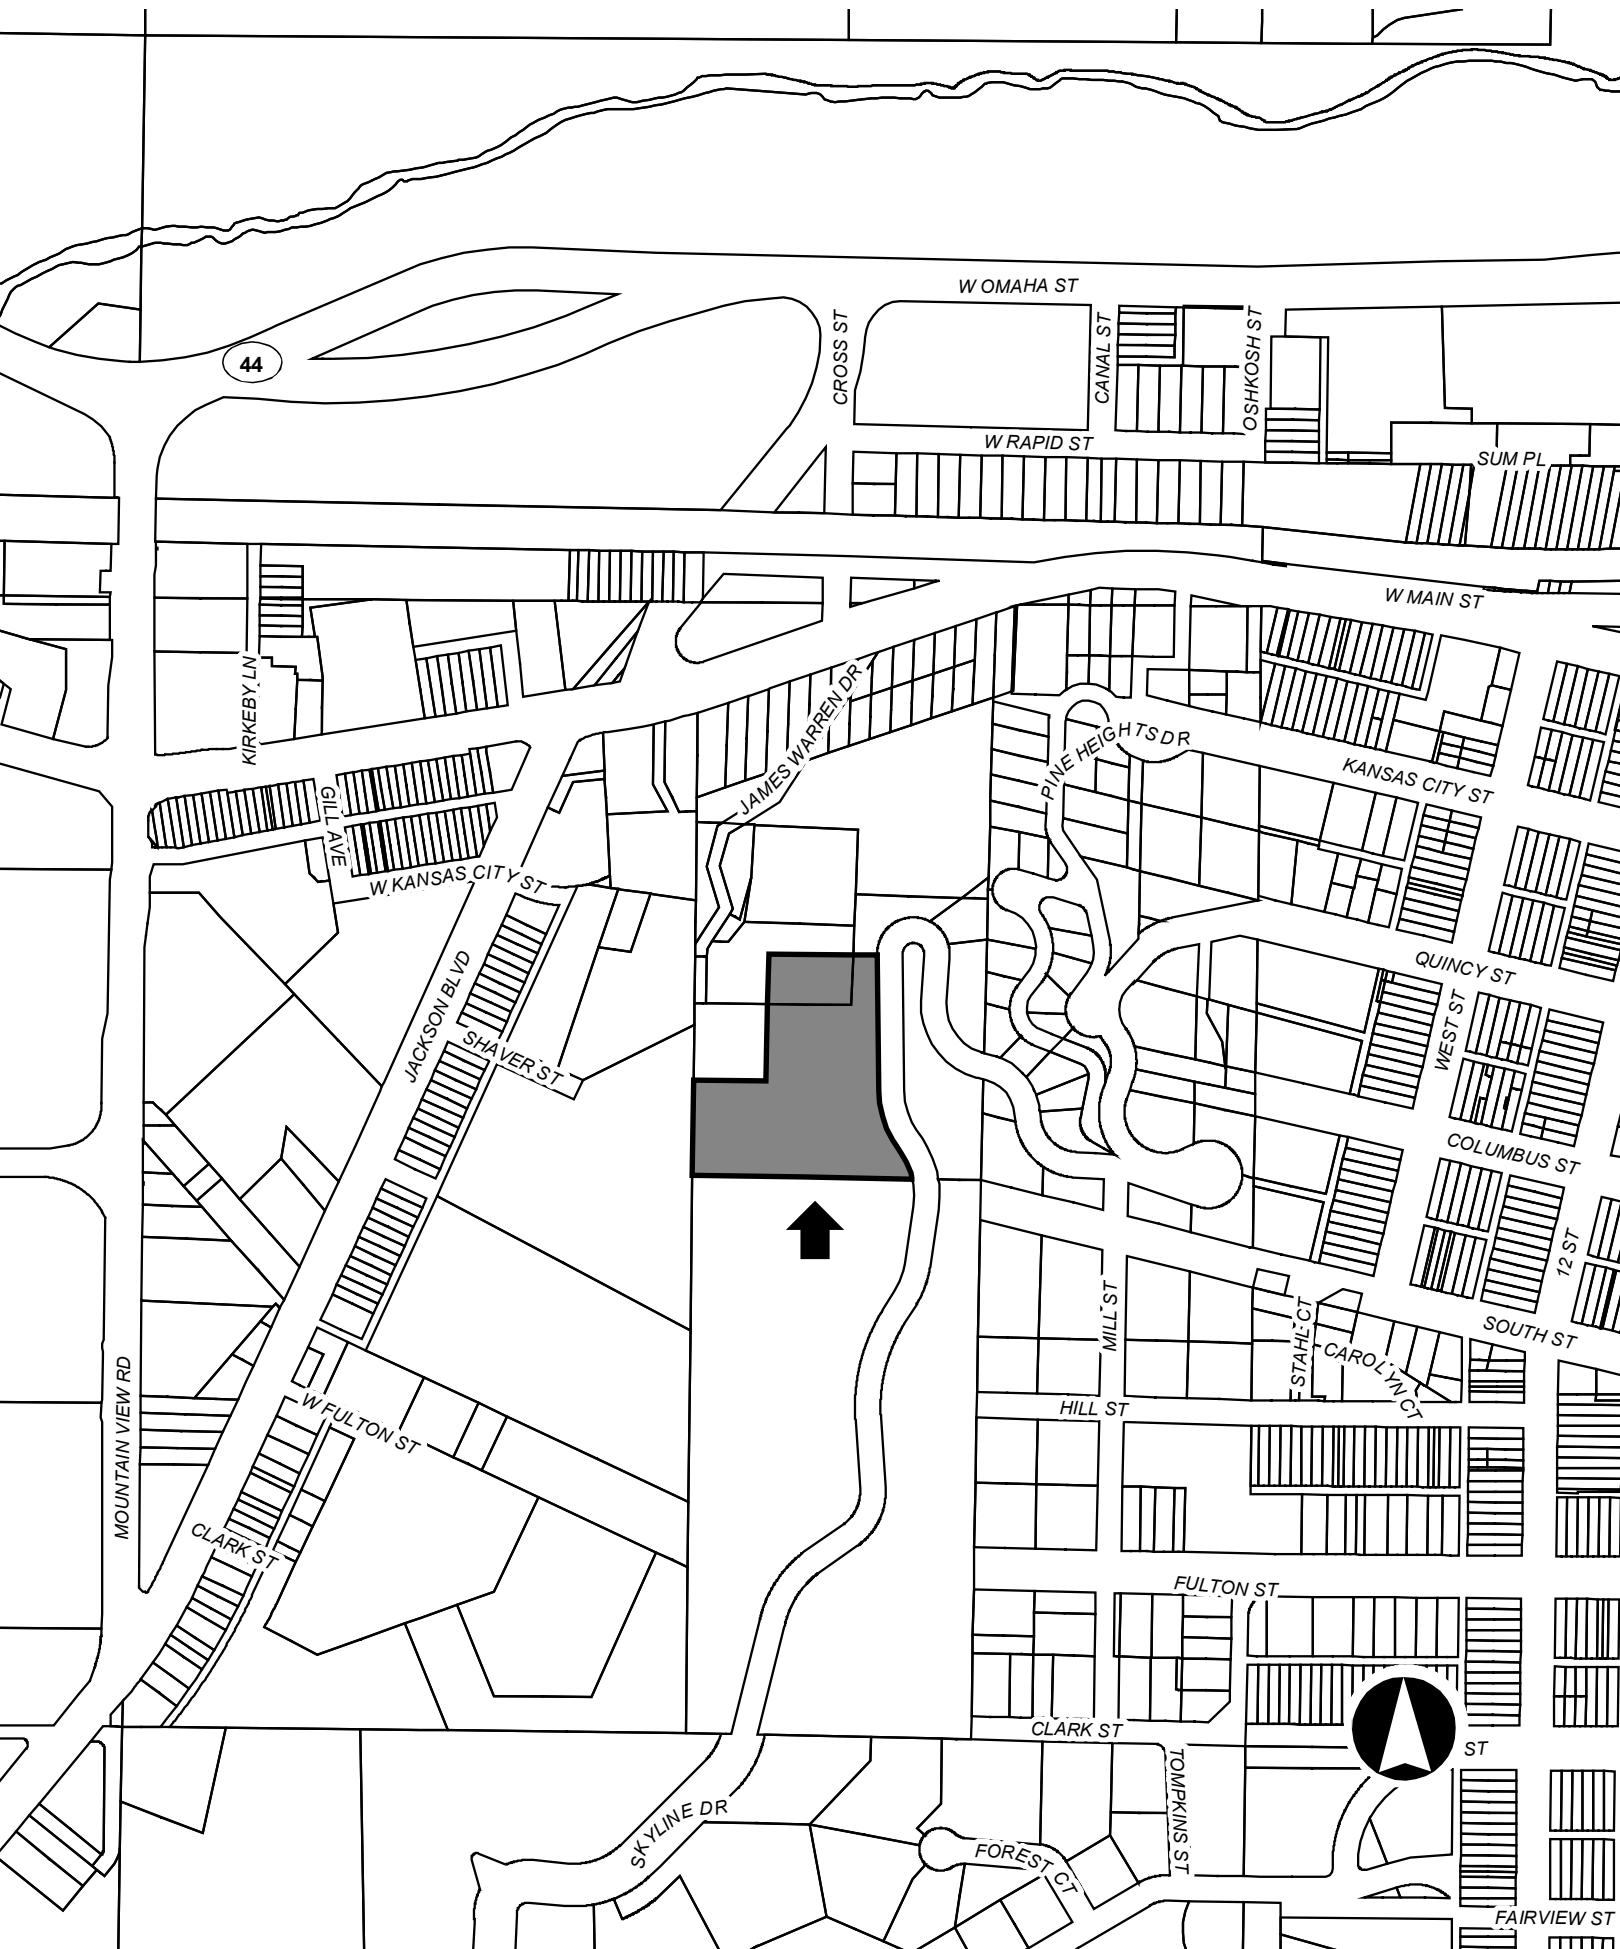 W OMAHA ST
CROSS ST
CANAL ST
OSHKOSH ST
44
W RAPID ST
SUM PL
W MAIN ST
KIRKEBY LN
JAMES WARREN DR
PINE HEIGHTS DR
KANSAS CITY ST
GILL AVE
W KANSAS CITY ST
JACKSON BLVD
QUINCY ST
WEST ST
SHAVER ST
COLUMBUS ST
12 ST
MILL ST
STAHL CT
SOUTH ST
CAROLYN CT
MOUNTAIN VIEW RD
HILL ST
W FULTON ST
CLARK ST
FULTON ST
CLARK ST
ST
TOMPKINS ST
SKYLINE DR
FOREST CT
FAIRVIEW ST